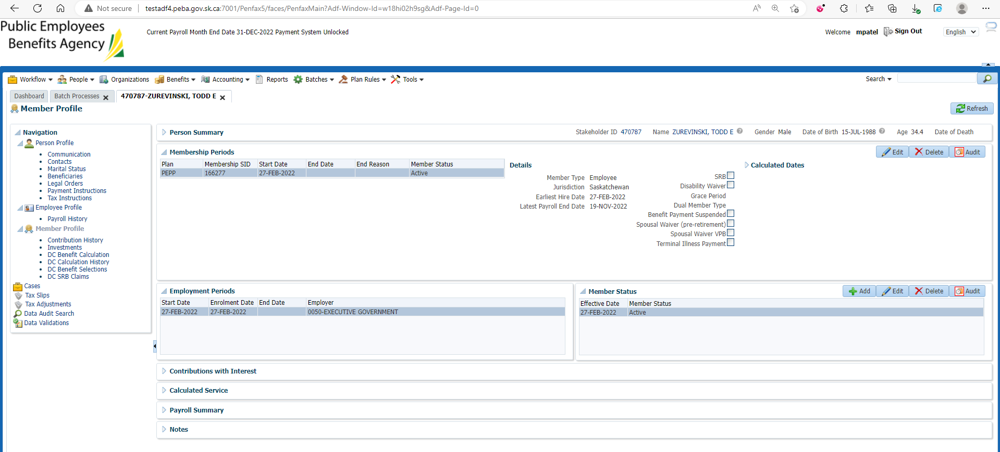 Not secure testadf4.peba.gov.sk.ca:7001/Penfax5/faces/PenfaxMain?Adf-Window-Id=w18hi02h9sg&Adf-Page-Id=0
Public Employees
Benefits Agency
Current Payroll Month End Date 31-DEC-2022 Payment System Unlocked
Welcome mpatel Sign Out English
Workflow People Organizations Benefits Accounting Reports Batches Plan Rules Tools Search
Dashboard Batch Processes 470787-ZUREVINSKI, TODD E
Member Profile
Refresh
Navigation
Person Profile
Communication
Contacts
Marital Status
Beneficiaries
Legal Orders
Payment Instructions
Tax Instructions
Employee Profile
Payroll History
Member Profile
Contribution History
Investments
DC Benefit Calculation
DC Calculation History
DC Benefit Selections
DC SRB Claims
Cases
Tax Slips
Tax Adjustments
Data Audit Search
Data Validations
Person Summary Stakeholder ID 470787 Name ZUREVINSKI, TODD E Gender Male Date of Birth 15-JUL-1988 Age 34.4 Date of Death
Membership Periods Edit Delete Audit
Plan Membership SID Start Date End Date End Reason Member Status
PEPP 166277 27-FEB-2022 Active
Details
Member Type Employee
Jurisdiction Saskatchewan
Earliest Hire Date 27-FEB-2022
Latest Payroll End Date 19-NOV-2022
SRB
Disability Waiver
Grace Period
Dual Member Type
Benefit Payment Suspended
Spousal Waiver (pre-retirement)
Spousal Waiver VPB
Terminal Illness Payment
Calculated Dates
Employment Periods
Start Date Enrolment Date End Date Employer
27-FEB-2022 27-FEB-2022 0050-EXECUTIVE GOVERNMENT
Member Status Add Edit Delete Audit
Effective Date Member Status
27-FEB-2022 Active
Contributions with Interest
Calculated Service
Payroll Summary
Notes